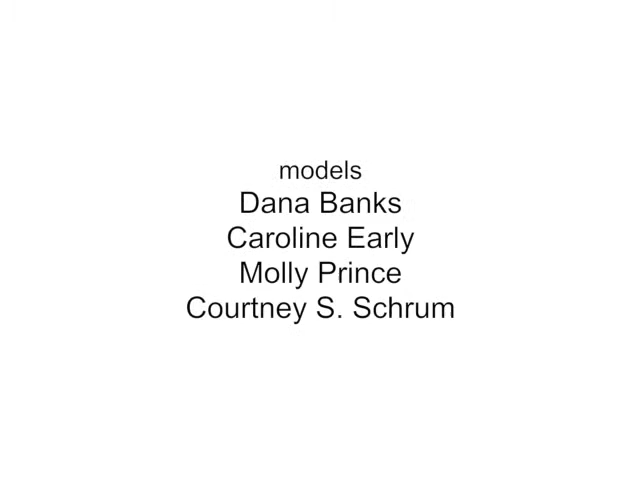 models
Dana Banks
Caroline Early
Molly Prince
Courtney S. Schrum